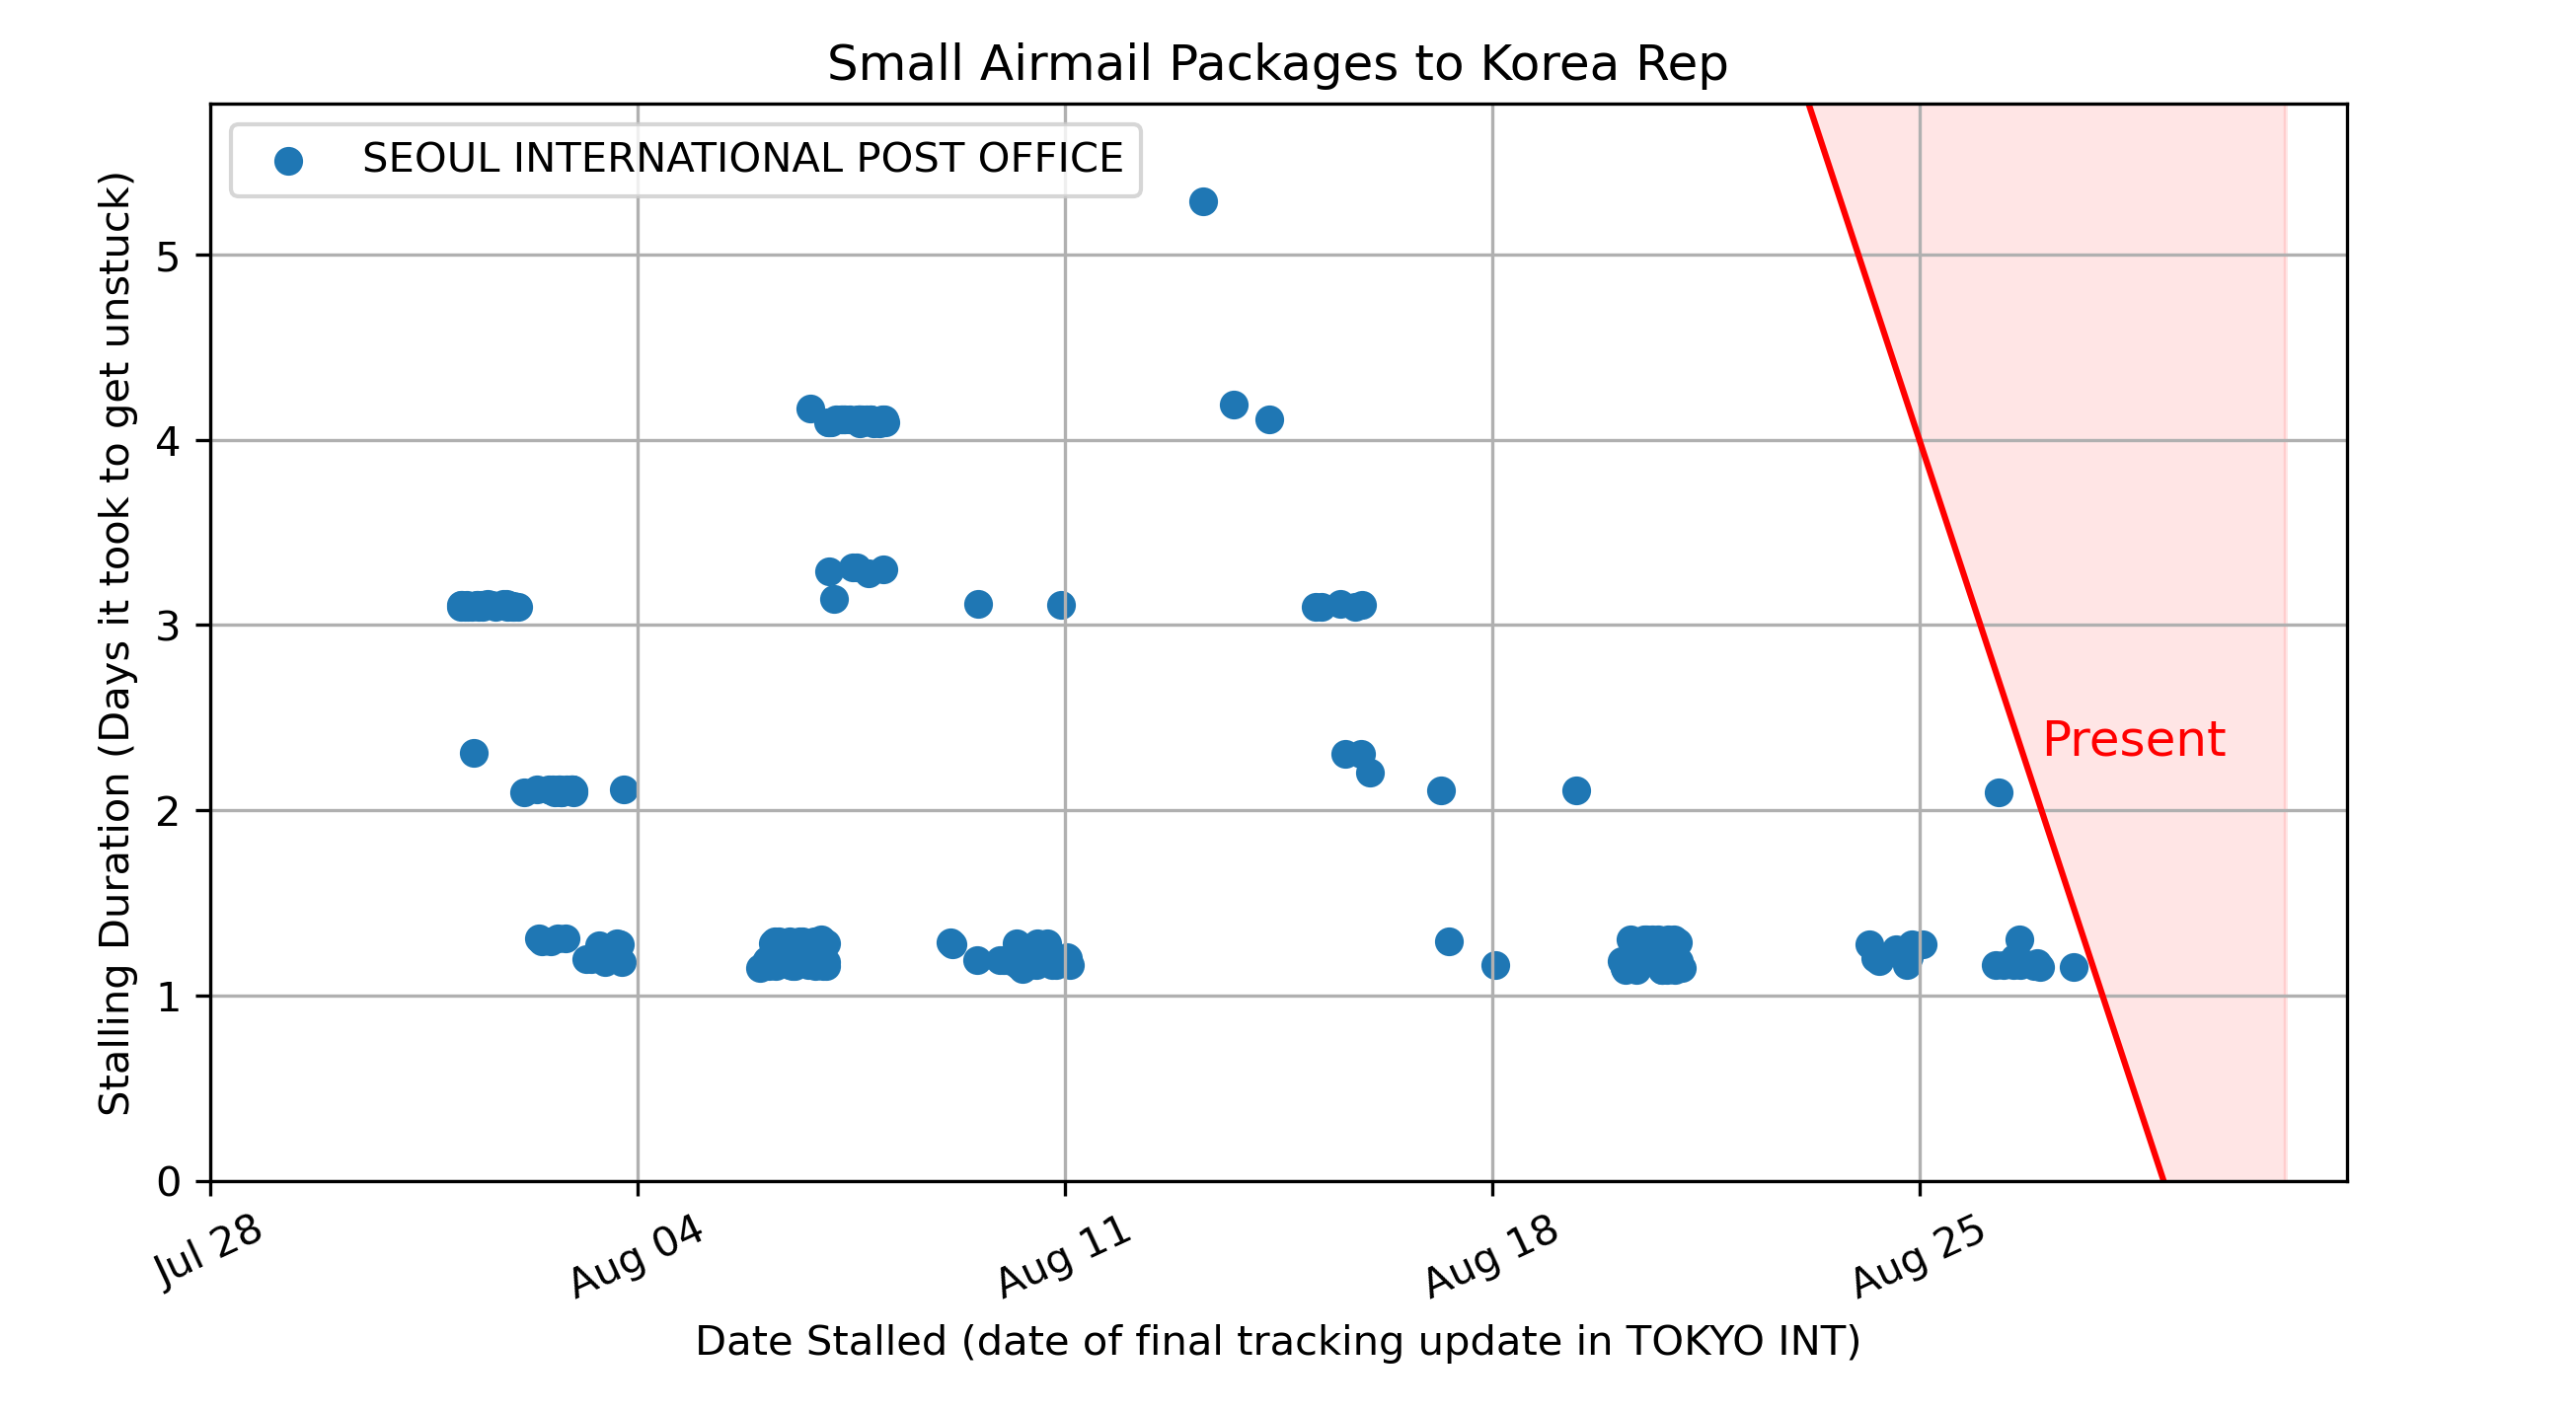 Small Airmail Packages to Korea Rep
SEOUL INTERNATIONAL POST OFFICE
Stalling Duration (Days it took to get unstuck)
5
4
3
2
1
0
Present
Jul 28
Aug 04
Aug 11
Aug 18
Aug 25
Date Stalled (date of final tracking update in TOKYO INT)